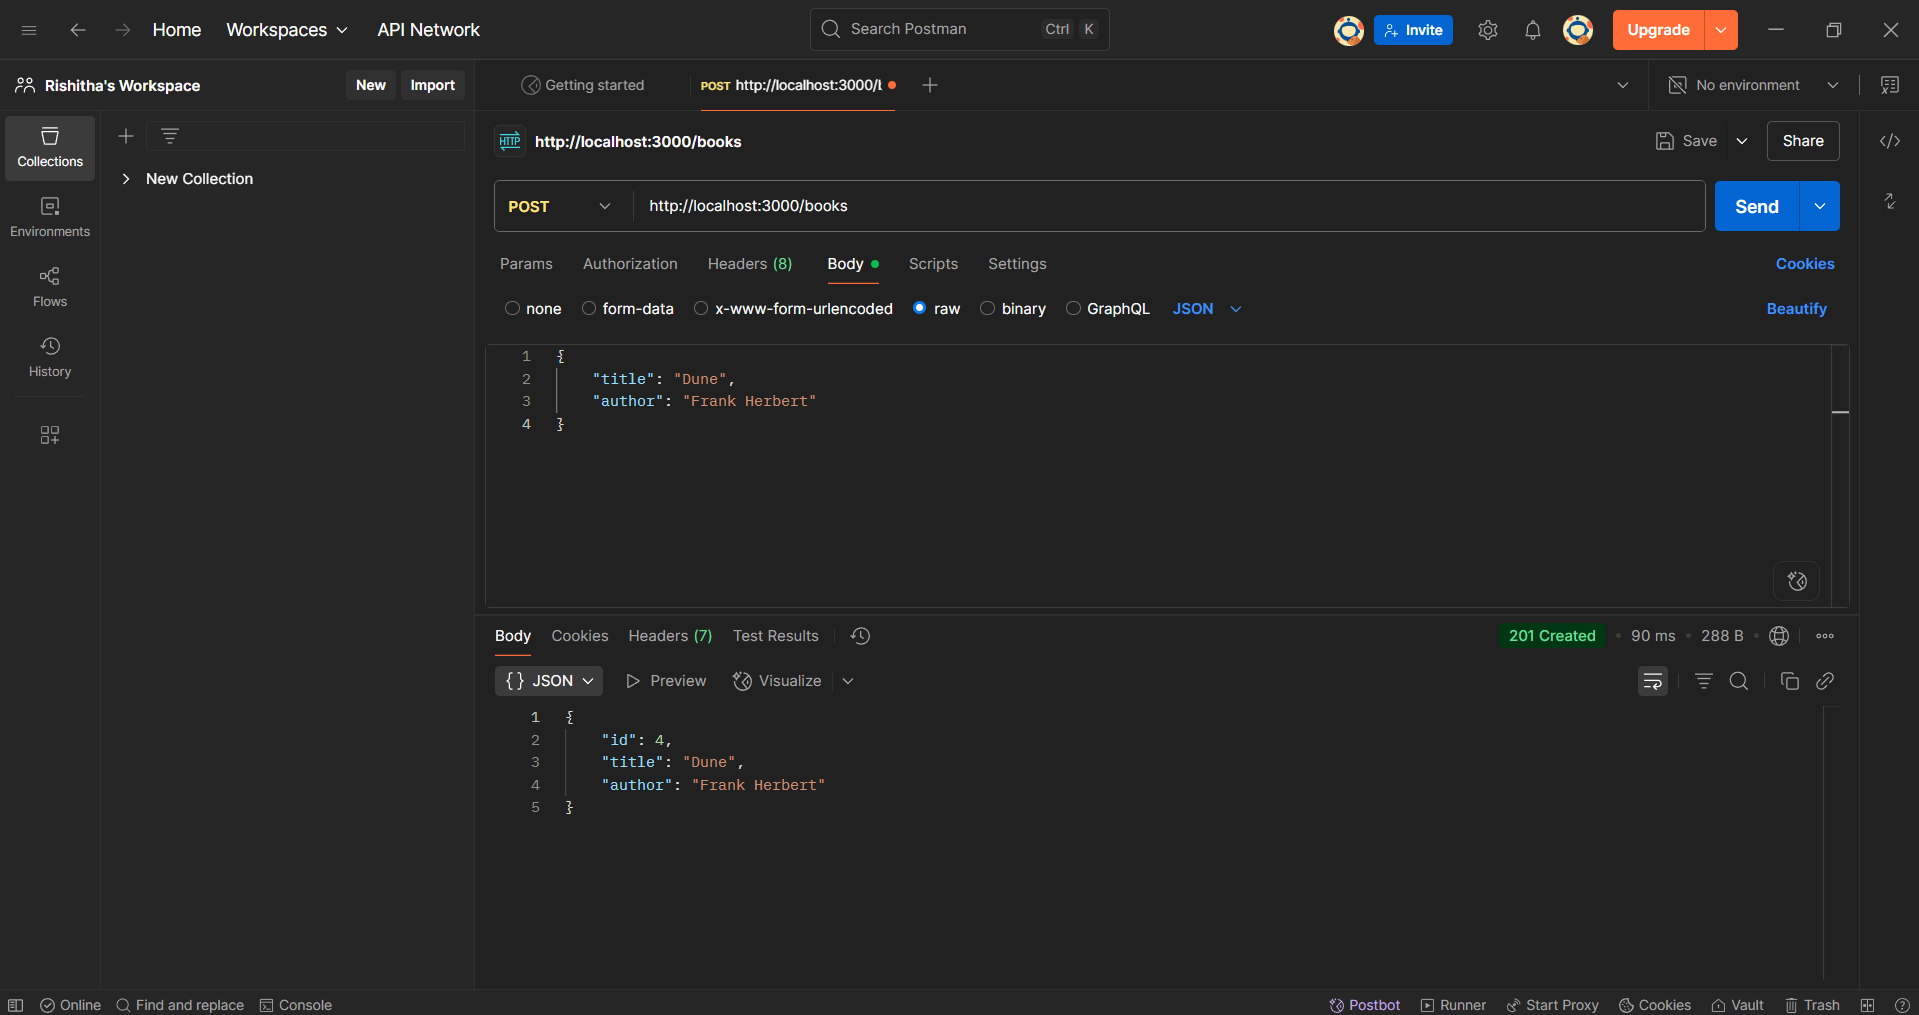 Home Workspaces API Network Search Postman Ctrl K Invite Upgrade
Rishitha's Workspace New Import Getting started POST http://localhost:3000/b No environment
HTTP http://localhost:3000/books Save Share
Collections
New Collection
POST http://localhost:3000/books Send
Environments
Params Authorization Headers (8) Body Scripts Settings Cookies
Flows
none form-data x-www-form-urlencoded raw binary GraphQL JSON Beautify
History
1 {
2 "title": "Dune",
3 "author": "Frank Herbert"
4 }
Body Cookies Headers (7) Test Results 201 Created • 90 ms • 288 B •
{} JSON Preview Visualize
1 {
2 "id": 4,
3 "title": "Dune",
4 "author": "Frank Herbert"
5 }
Online Find and replace Console Postbot Runner Start Proxy Cookies Vault Trash